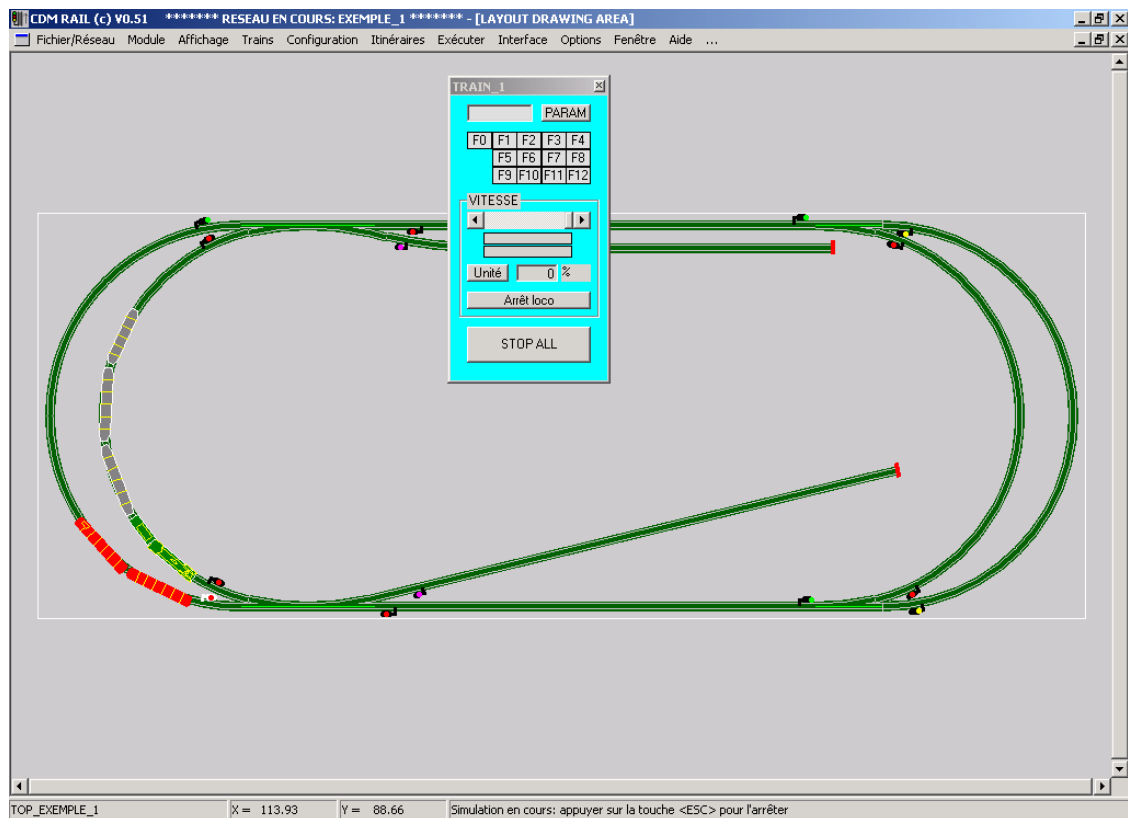 CDM RAIL (c) V0.51 ******* RESEAU EN COURS: EXEMPLE_1 ******* - [LAYOUT DRAWING AREA]
Fichier/Réseau Module Affichage Trains Configuration Itinéraires Exécuter Interface Options Fenêtre Aide ...
TRAIN_1
PARAM
F0 F1 F2 F3 F4
F5 F6 F7 F8
F9 F10 F11 F12
VITESSE
Unité 0 %
Arrêt loco
STOP ALL
TOP_EXEMPLE_1 X = 113.93 Y = 88.66 Simulation en cours: appuyer sur la touche <ESC> pour l'arrêter